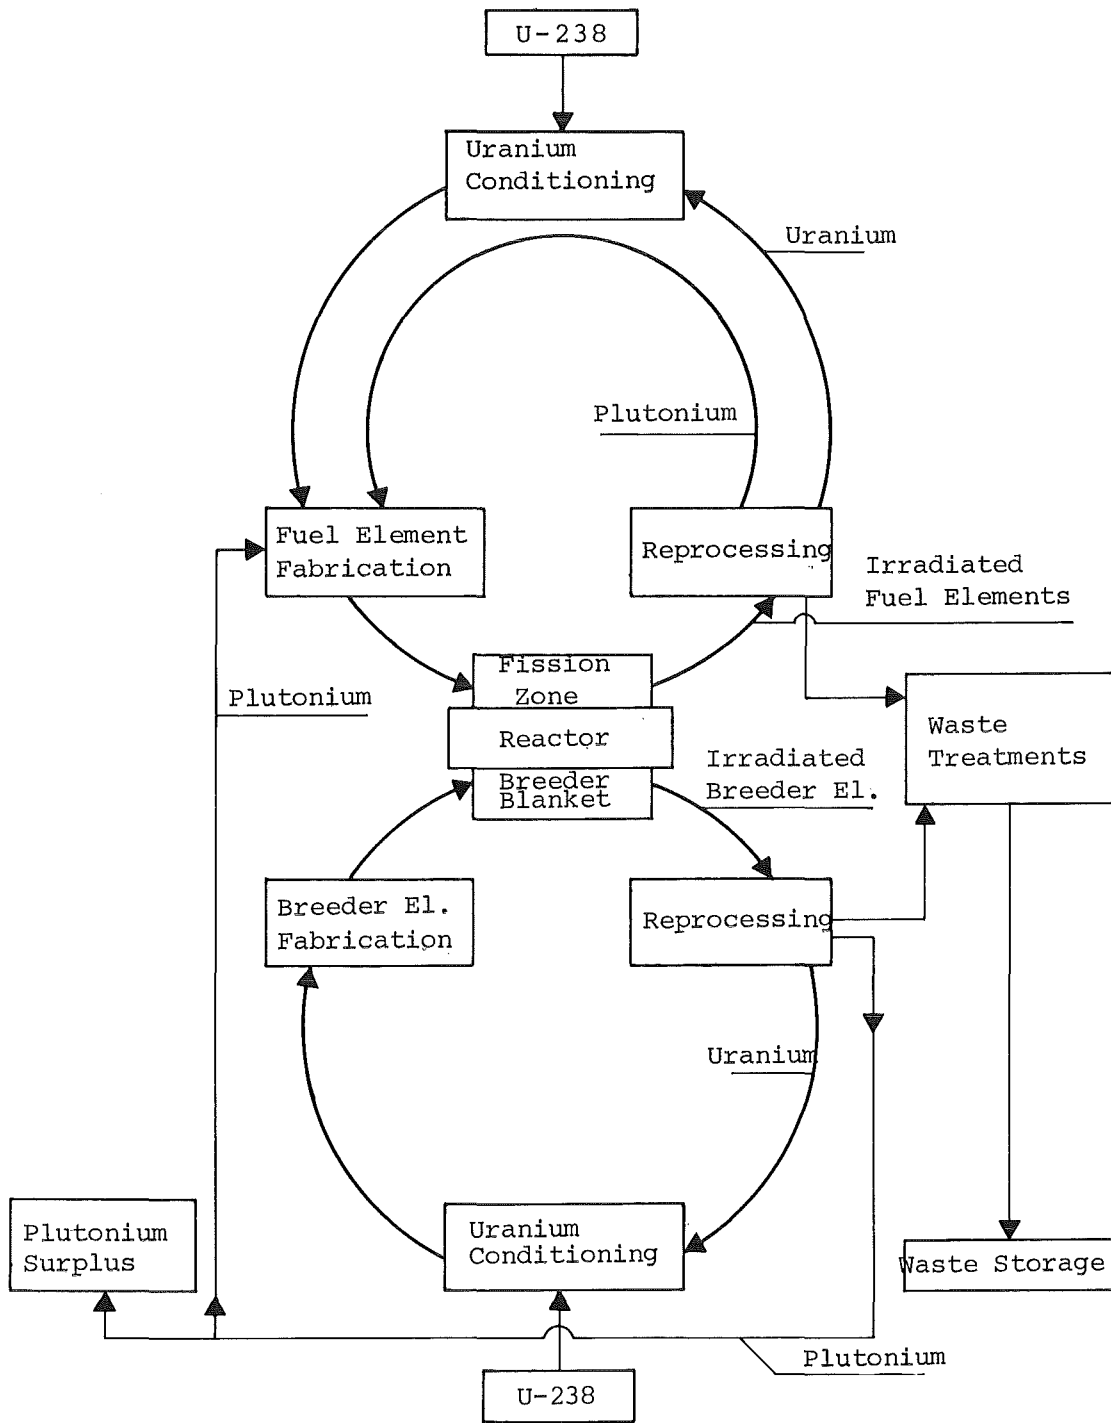 U-238
Uranium
Conditioning
Uranium
Plutonium
Fuel Element
Fabrication
Reprocessing
Irradiated
Fuel Elements
Fission
Zone
Plutonium
Reactor
Waste
Treatments
Irradiated
Breeder El.
Breeder
Blanket
Breeder El.
Fabrication
Reprocessing
Uranium
Plutonium
Surplus
Uranium
Conditioning
Waste Storage
Plutonium
U-238